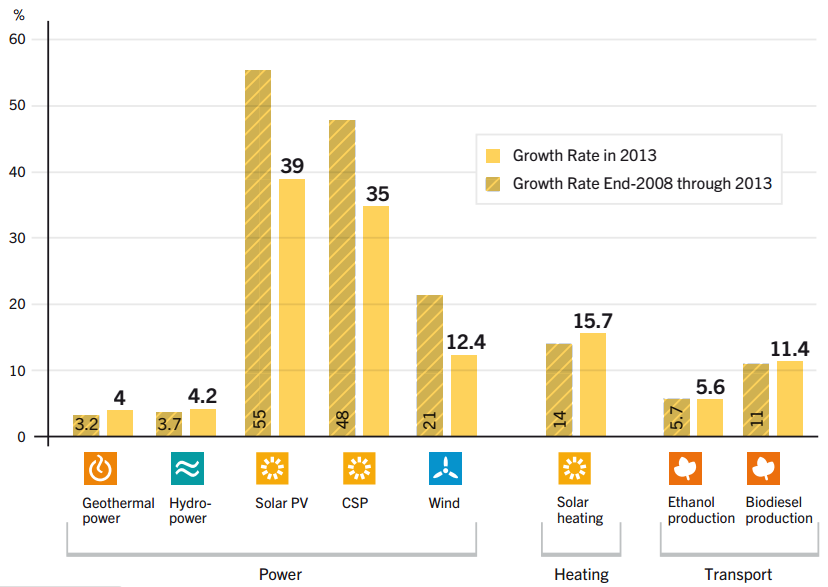 %
60
50
40
30
20
10
0
Growth Rate in 2013
Growth Rate End-2008 through 2013
3.2
4
3.7
4.2
55
39
48
35
21
12.4
14
15.7
5.7
5.6
11
11.4
Geothermal
power
Hydro-
power
Solar PV
CSP
Wind
Solar
heating
Ethanol
production
Biodiesel
production
Power
Heating
Transport